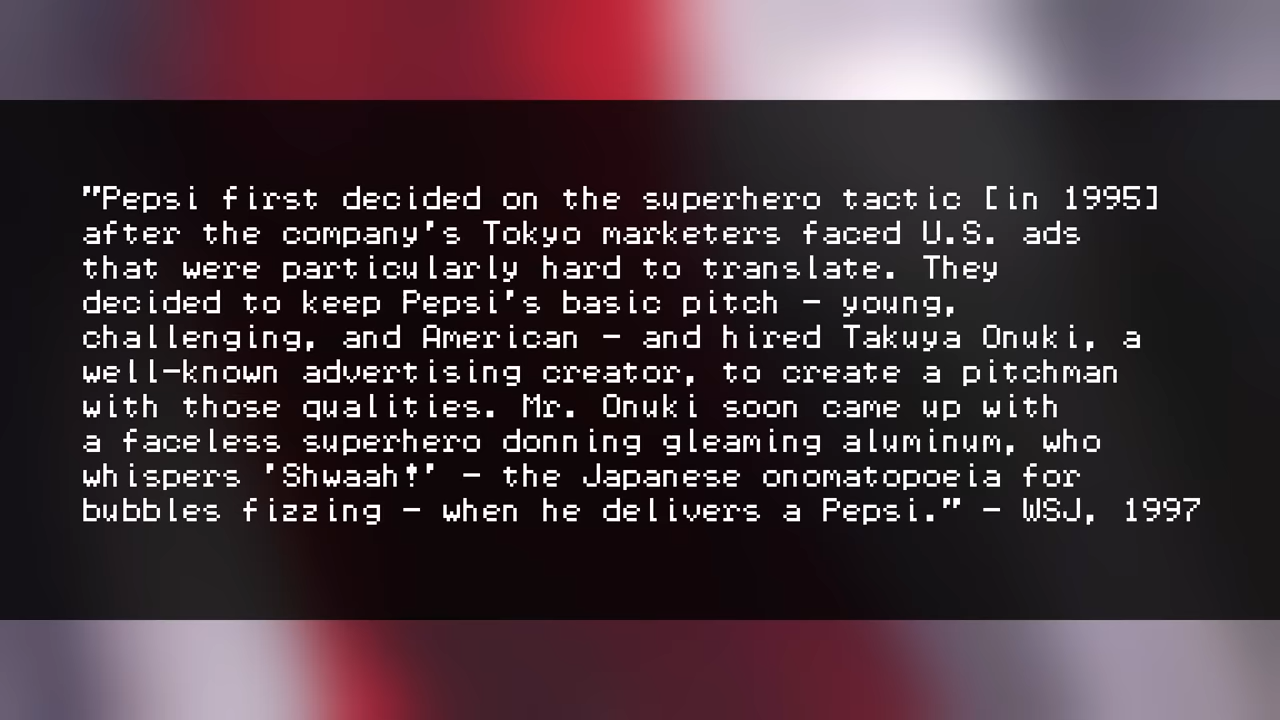 "Pepsi first decided on the superhero tactic [in 1995]
after the company's Tokyo marketers faced U.S. ads
that were particularly hard to translate. They
decided to keep Pepsi's basic pitch – young,
challenging, and American – and hired Takuya Onuki, a
well-known advertising creator, to create a pitchman
with those qualities. Mr. Onuki soon came up with
a faceless superhero donning gleaming aluminum, who
whispers 'Shwaah!' – the Japanese onomatopoeia for
bubbles fizzing – when he delivers a Pepsi." – WSJ, 1997